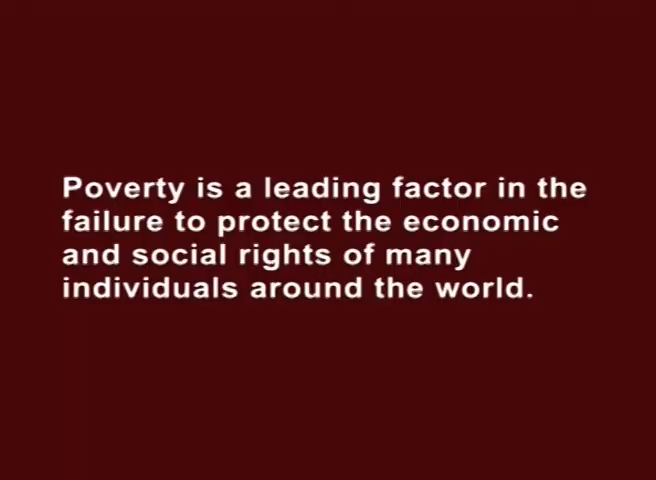 Poverty is a leading factor in the
failure to protect the economic
and social rights of many
individuals around the world.